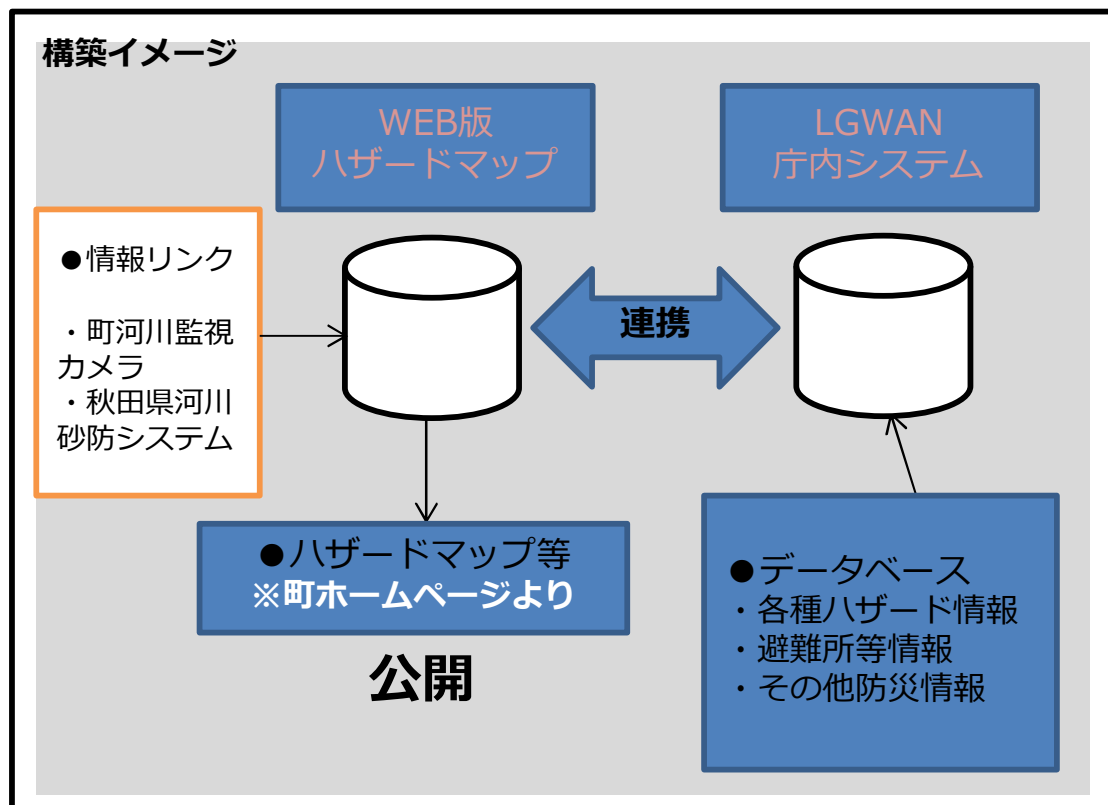 構築イメージ
WEB版
ハザードマップ
LGWAN
庁内システム
●情報リンク
・町河川監視
カメラ
・秋田県河川
砂防システム
連携
●ハザードマップ等
※町ホームページより
公開
●データベース
・各種ハザード情報
・避難所等情報
・その他防災情報